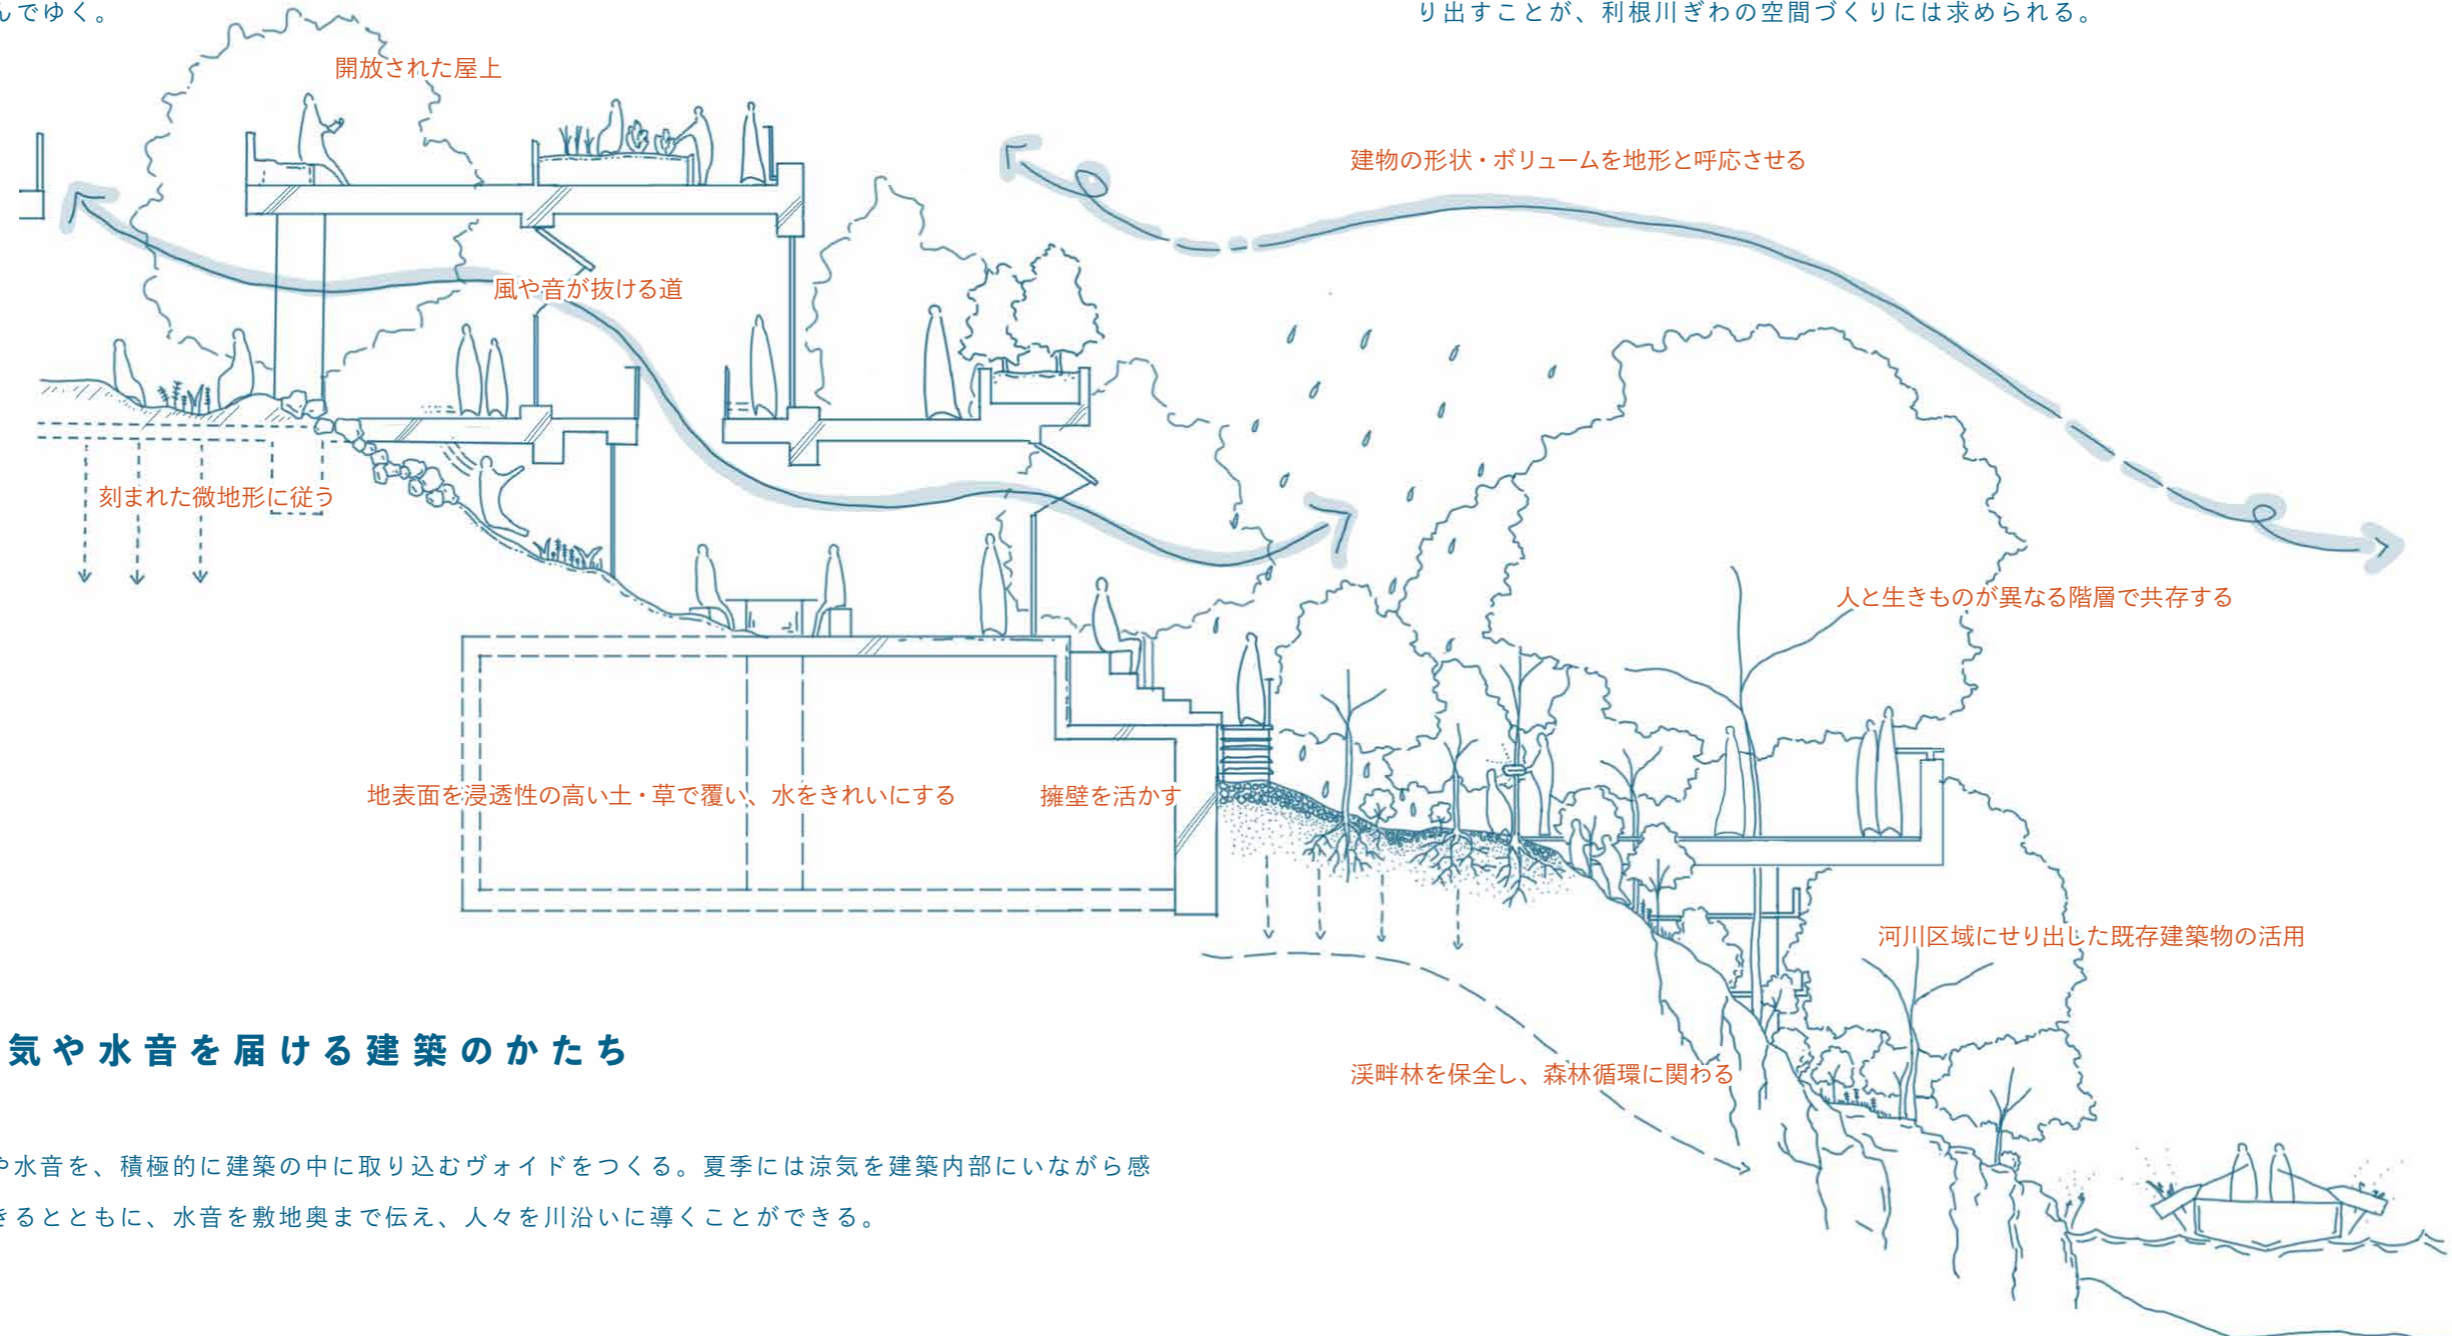 んでゆく。
り出すことが、利根川ぎわの空間づくりには求められる。
開放された屋上
建物の形状・ボリュームを地形と呼応させる
風や音が抜ける道
刻まれた微地形に従う
人と生きものが異なる階層で共存する
地表面を浸透性の高い土・草で覆い、水をきれいにする
擁壁を活かす
河川区域にせり出した既存建築物の活用
渓畔林を保全し、森林循環に関わる
気や水音を届ける建築のかたち
や水音を、積極的に建築の中に取り込むヴォイドをつくる。夏季には涼気を建築内部にいながら感
きるとともに、水音を敷地奥まで伝え、人々を川沿いに導くことができる。